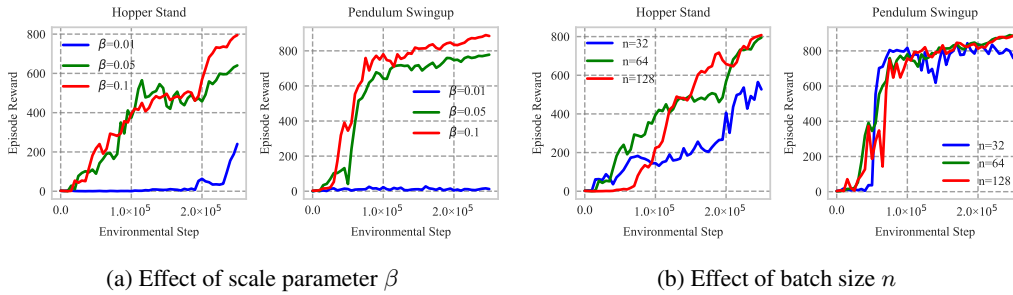 Hopper Stand
800
600
400
200
0
Episode Reward
β=0.01
β=0.05
β=0.1
0.0
1.0×10⁵
2.0×10⁵
Environmental Step
Pendulum Swingup
800
600
400
200
0
Episode Reward
β=0.01
β=0.05
β=0.1
0.0
1.0×10⁵
2.0×10⁵
Environmental Step
(a) Effect of scale parameter β
Hopper Stand
800
600
400
200
0
Episode Reward
n=32
n=64
n=128
0.0
1.0×10⁵
2.0×10⁵
Environmental Step
Pendulum Swingup
800
600
400
200
0
Episode Reward
n=32
n=64
n=128
0.0
1.0×10⁵
2.0×10⁵
Environmental Step
(b) Effect of batch size n